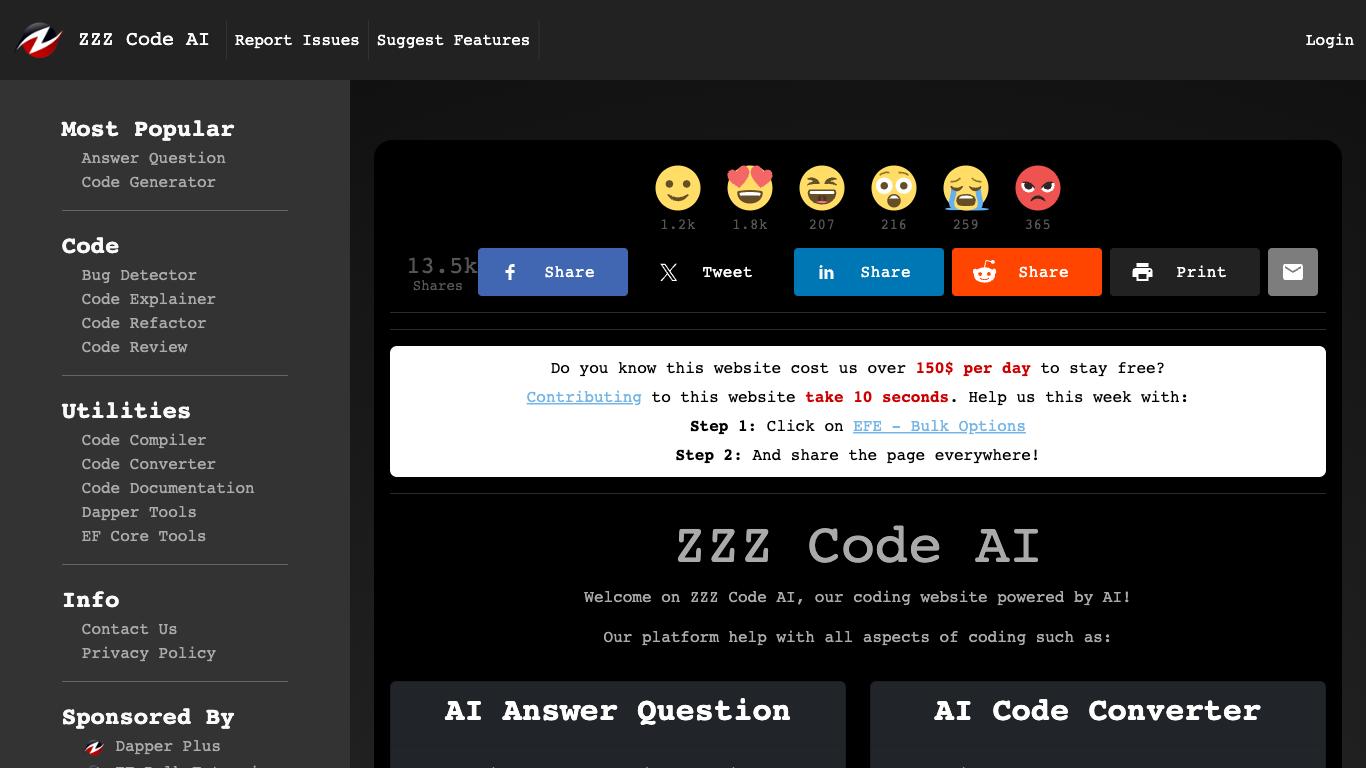 ZZZ Code AI
Report Issues
Suggest Features
Login
Most Popular
Answer Question
Code Generator
Code
Bug Detector
Code Explainer
Code Refactor
Code Review
Utilities
Code Compiler
Code Converter
Code Documentation
Dapper Tools
EF Core Tools
Info
Contact Us
Privacy Policy
Sponsored By
Dapper Plus
1.2k
1.8k
207
216
259
365
13.5k
Shares
Share
Tweet
Share
Share
Print
Do you know this website cost us over 150$ per day to stay free?
Contributing to this website take 10 seconds. Help us this week with:
Step 1: Click on EFE - Bulk Options
Step 2: And share the page everywhere!
ZZZ Code AI
Welcome on ZZZ Code AI, our coding website powered by AI!
Our platform help with all aspects of coding such as:
AI Answer Question
AI Code Converter